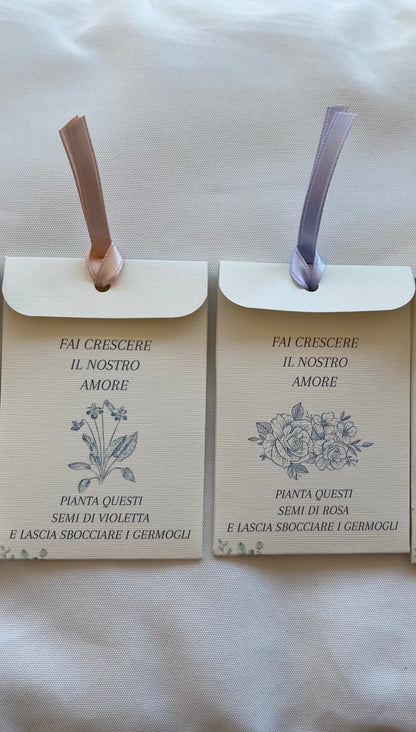 FAI CRESCERE
IL NOSTRO
AMORE
PIANTA QUESTI
SEMI DI VIOLETTA
E LASCIA SBOCCIARE I GERMOGLI
FAI CRESCERE
IL NOSTRO
AMORE
PIANTA QUESTI
SEMI DI ROSA
E LASCIA SBOCCIARE I GERMOGLI